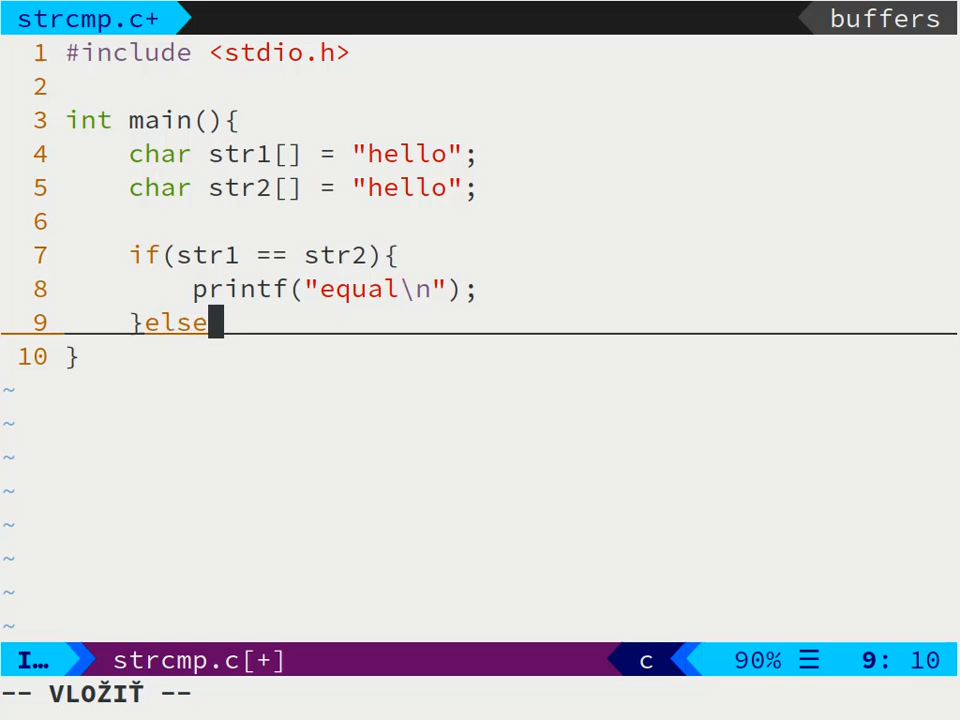 strcmp.c+ buffers
1 #include <stdio.h>
2
3 int main(){
4     char str1[] = "hello";
5     char str2[] = "hello";
6
7     if(str1 == str2){
8         printf("equal\n");
9     }else
10 }
~
~
~
~
~
~
~
~
I… strcmp.c[+] c 90% ☰ 9: 10
-- VLOŽIŤ --